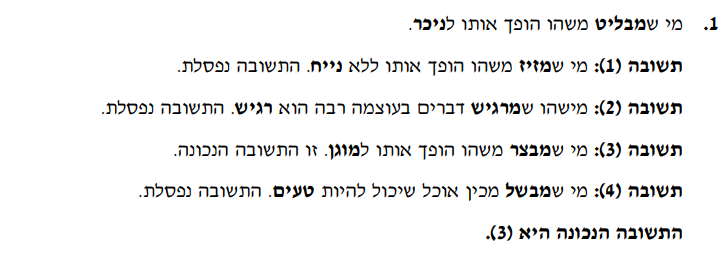 1. מי שמבליט משהו הופך אותו לניכר.
תשובה (1): מי שמזיז משהו הופך אותו ללא נייח. התשובה נפסלת.
תשובה (2): מישהו שמרגיש דברים בעוצמה רבה הוא רגיש. התשובה נפסלת.
תשובה (3): מי שמבצר משהו הופך אותו למוגן. זו התשובה הנכונה.
תשובה (4): מי שמבשל מכין אוכל שיכול להיות טעים. התשובה נפסלת.
התשובה הנכונה היא (3).